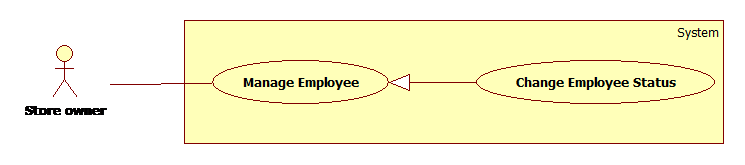 System
Manage Employee
Change Employee Status
Store owner